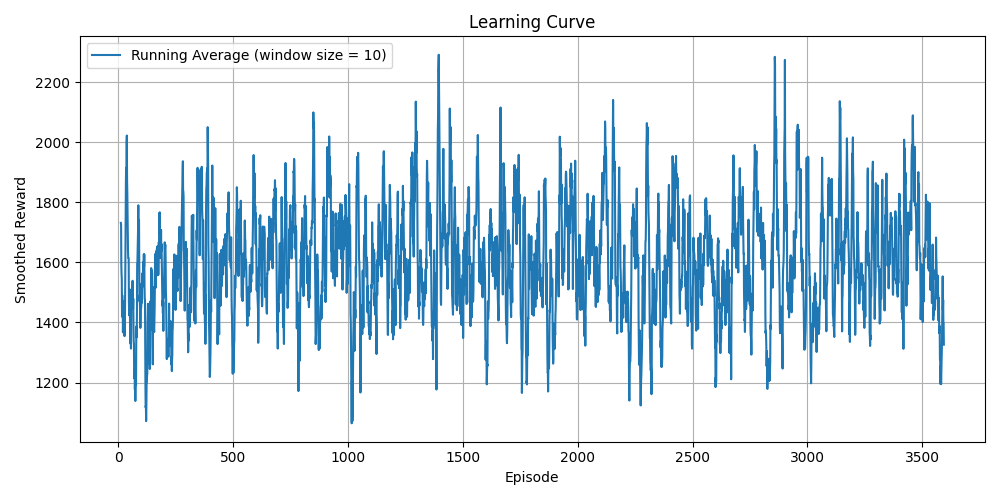 Learning Curve
Running Average (window size = 10)
Smoothed Reward
2200
2000
1800
1600
1400
1200
0 500 1000 1500 2000 2500 3000 3500
Episode